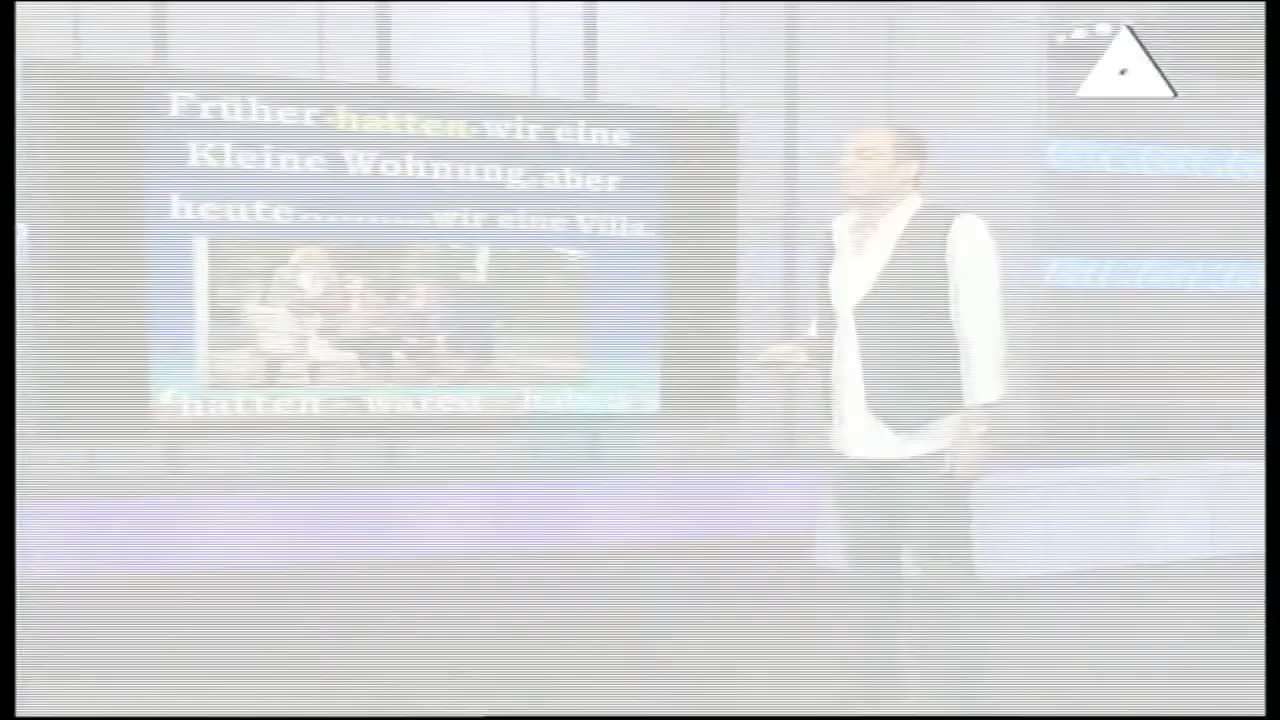 Früher hatten wir eine
Kleine Wohnung, aber
heute............ wir eine Villa.
(hatten - waren -